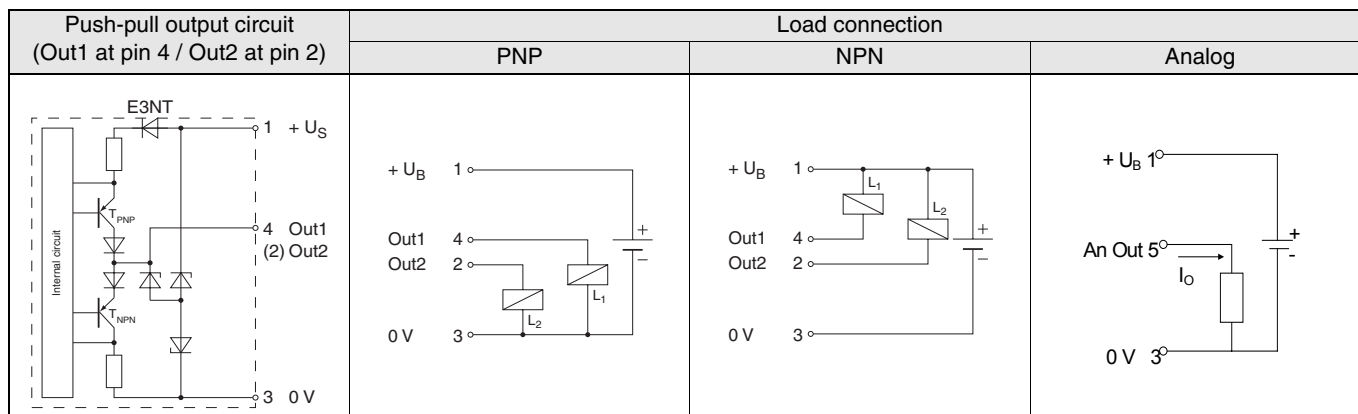 Push-pull output circuit
(Out1 at pin 4 / Out2 at pin 2)
Load connection
PNP
NPN
Analog
E3NT
1 + US
Internal circuit
TPNP
4 Out1
(2) Out2
TNPN
3 0 V
+ UB 1
+
Out1 4
Out2 2
−
L1
L2
0 V 3
+ UB 1
L1
L2
+
Out1 4
Out2 2
−
0 V 3
+ UB 1
+
An Out 5
-
IO
0 V 3